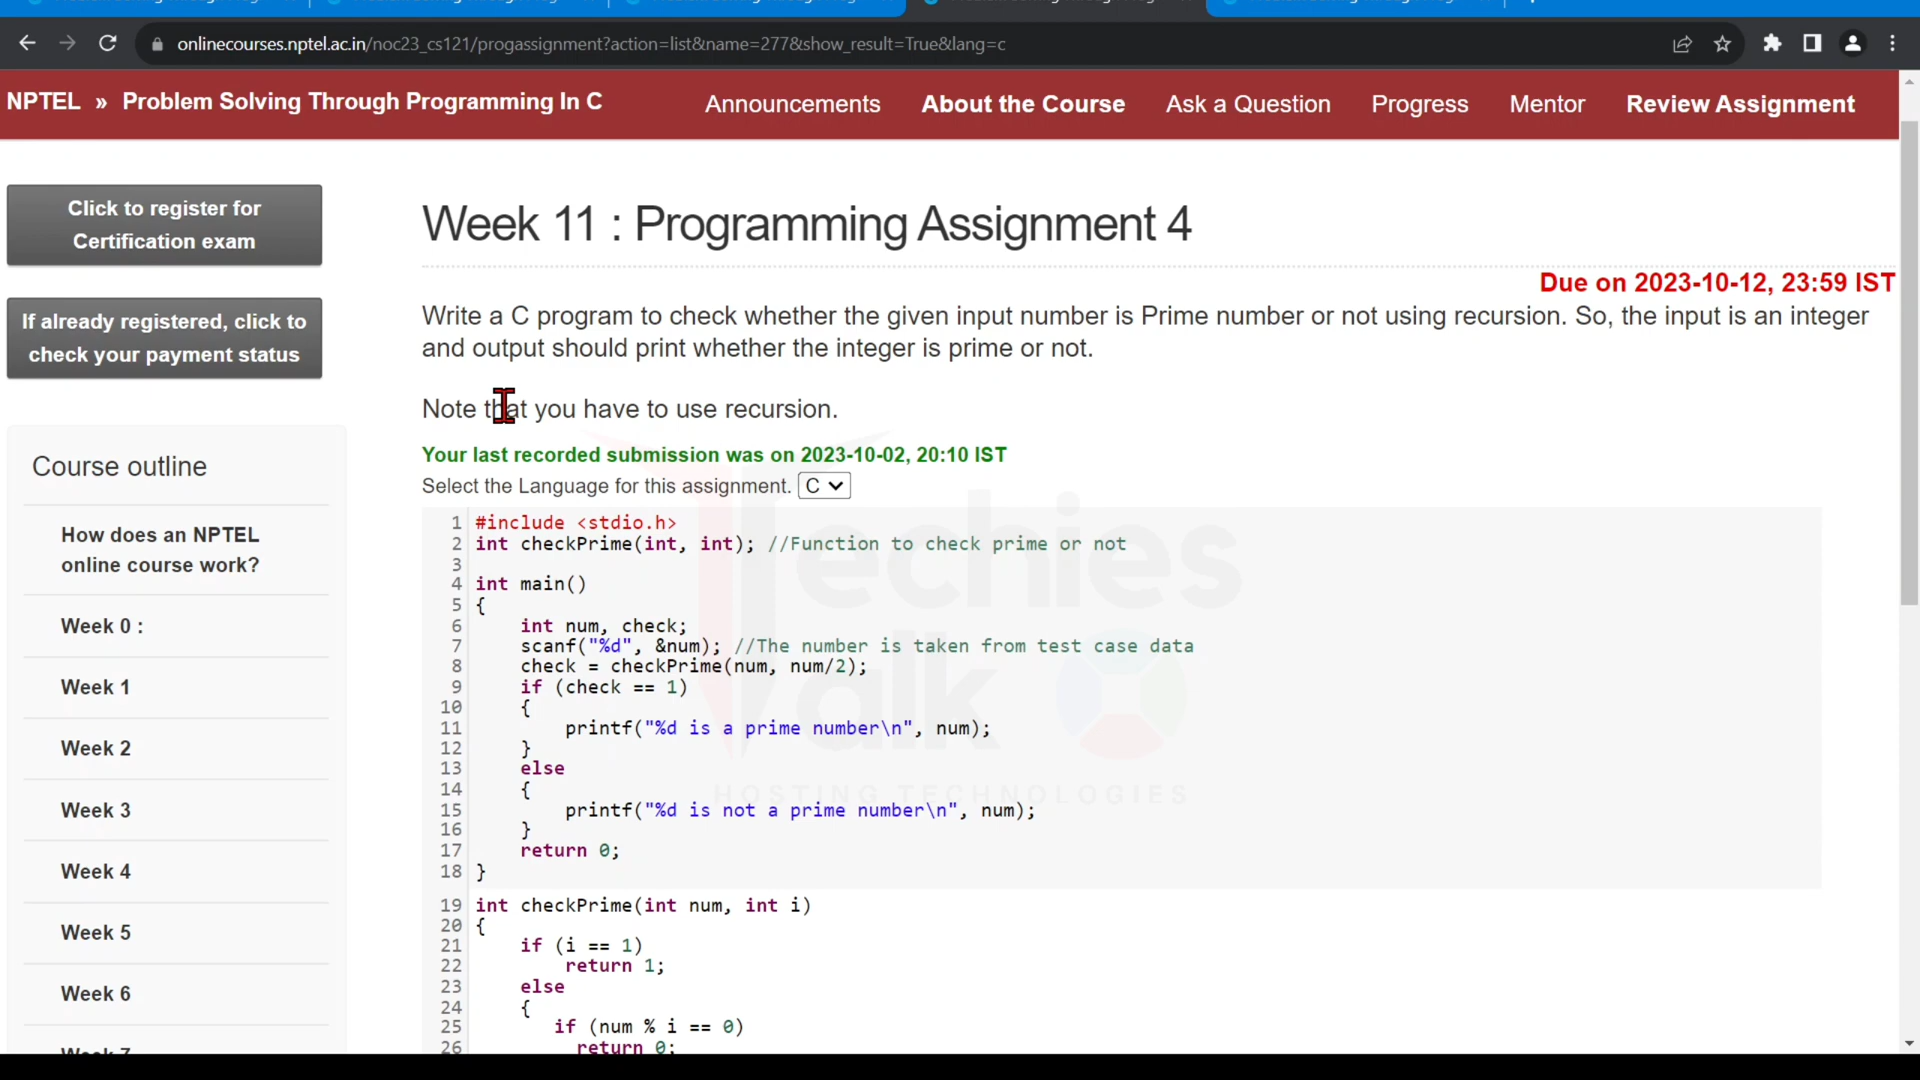 onlinecourses.nptel.ac.in/noc23_cs121/progassignment?action=list&name=277&show_result=True&lang=c
NPTEL » Problem Solving Through Programming In C
Announcements About the Course Ask a Question Progress Mentor Review Assignment
Click to register for
Certification exam
If already registered, click to
check your payment status
Course outline
How does an NPTEL
online course work?
Week 0 :
Week 1
Week 2
Week 3
Week 4
Week 5
Week 6
Week 7
Week 11 : Programming Assignment 4
Due on 2023-10-12, 23:59 IST
Write a C program to check whether the given input number is Prime number or not using recursion. So, the input is an integer
and output should print whether the integer is prime or not.
Note that you have to use recursion.
Your last recorded submission was on 2023-10-02, 20:10 IST
Select the Language for this assignment. C
1 #include <stdio.h>
2 int checkPrime(int, int); //Function to check prime or not
3
4 int main()
5 {
6 int num, check;
7 scanf("%d", &num); //The number is taken from test case data
8 check = checkPrime(num, num/2);
9 if (check == 1)
10 {
11 printf("%d is a prime number\n", num);
12 }
13 else
14 {
15 printf("%d is not a prime number\n", num);
16 }
17 return 0;
18 }
19 int checkPrime(int num, int i)
20 {
21 if (i == 1)
22 return 1;
23 else
24 {
25 if (num % i == 0)
26 return 0;
Techies
Talk
HOSTING TECHNOLOGIES